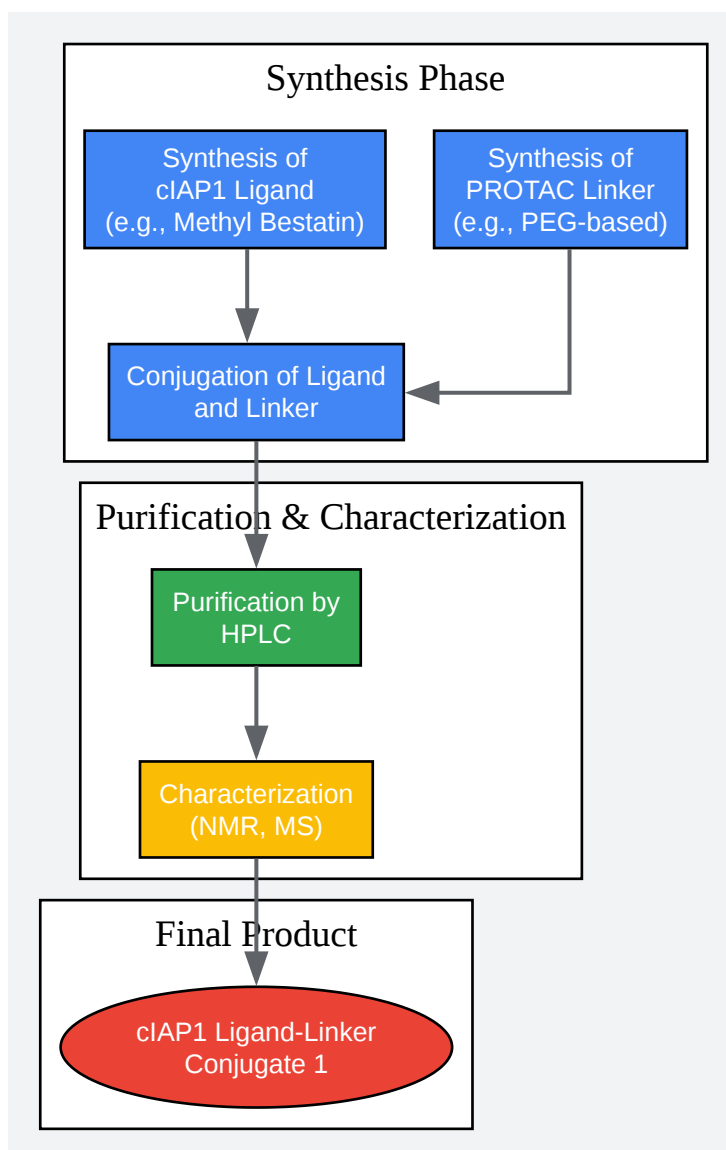 Synthesis Phase
Synthesis of
cIAP1 Ligand
(e.g., Methyl Bestatin)
Synthesis of
PROTAC Linker
(e.g., PEG-based)
Conjugation of Ligand
and Linker
Purification & Characterization
Purification by
HPLC
Characterization
(NMR, MS)
Final Product
cIAP1 Ligand-Linker
Conjugate 1